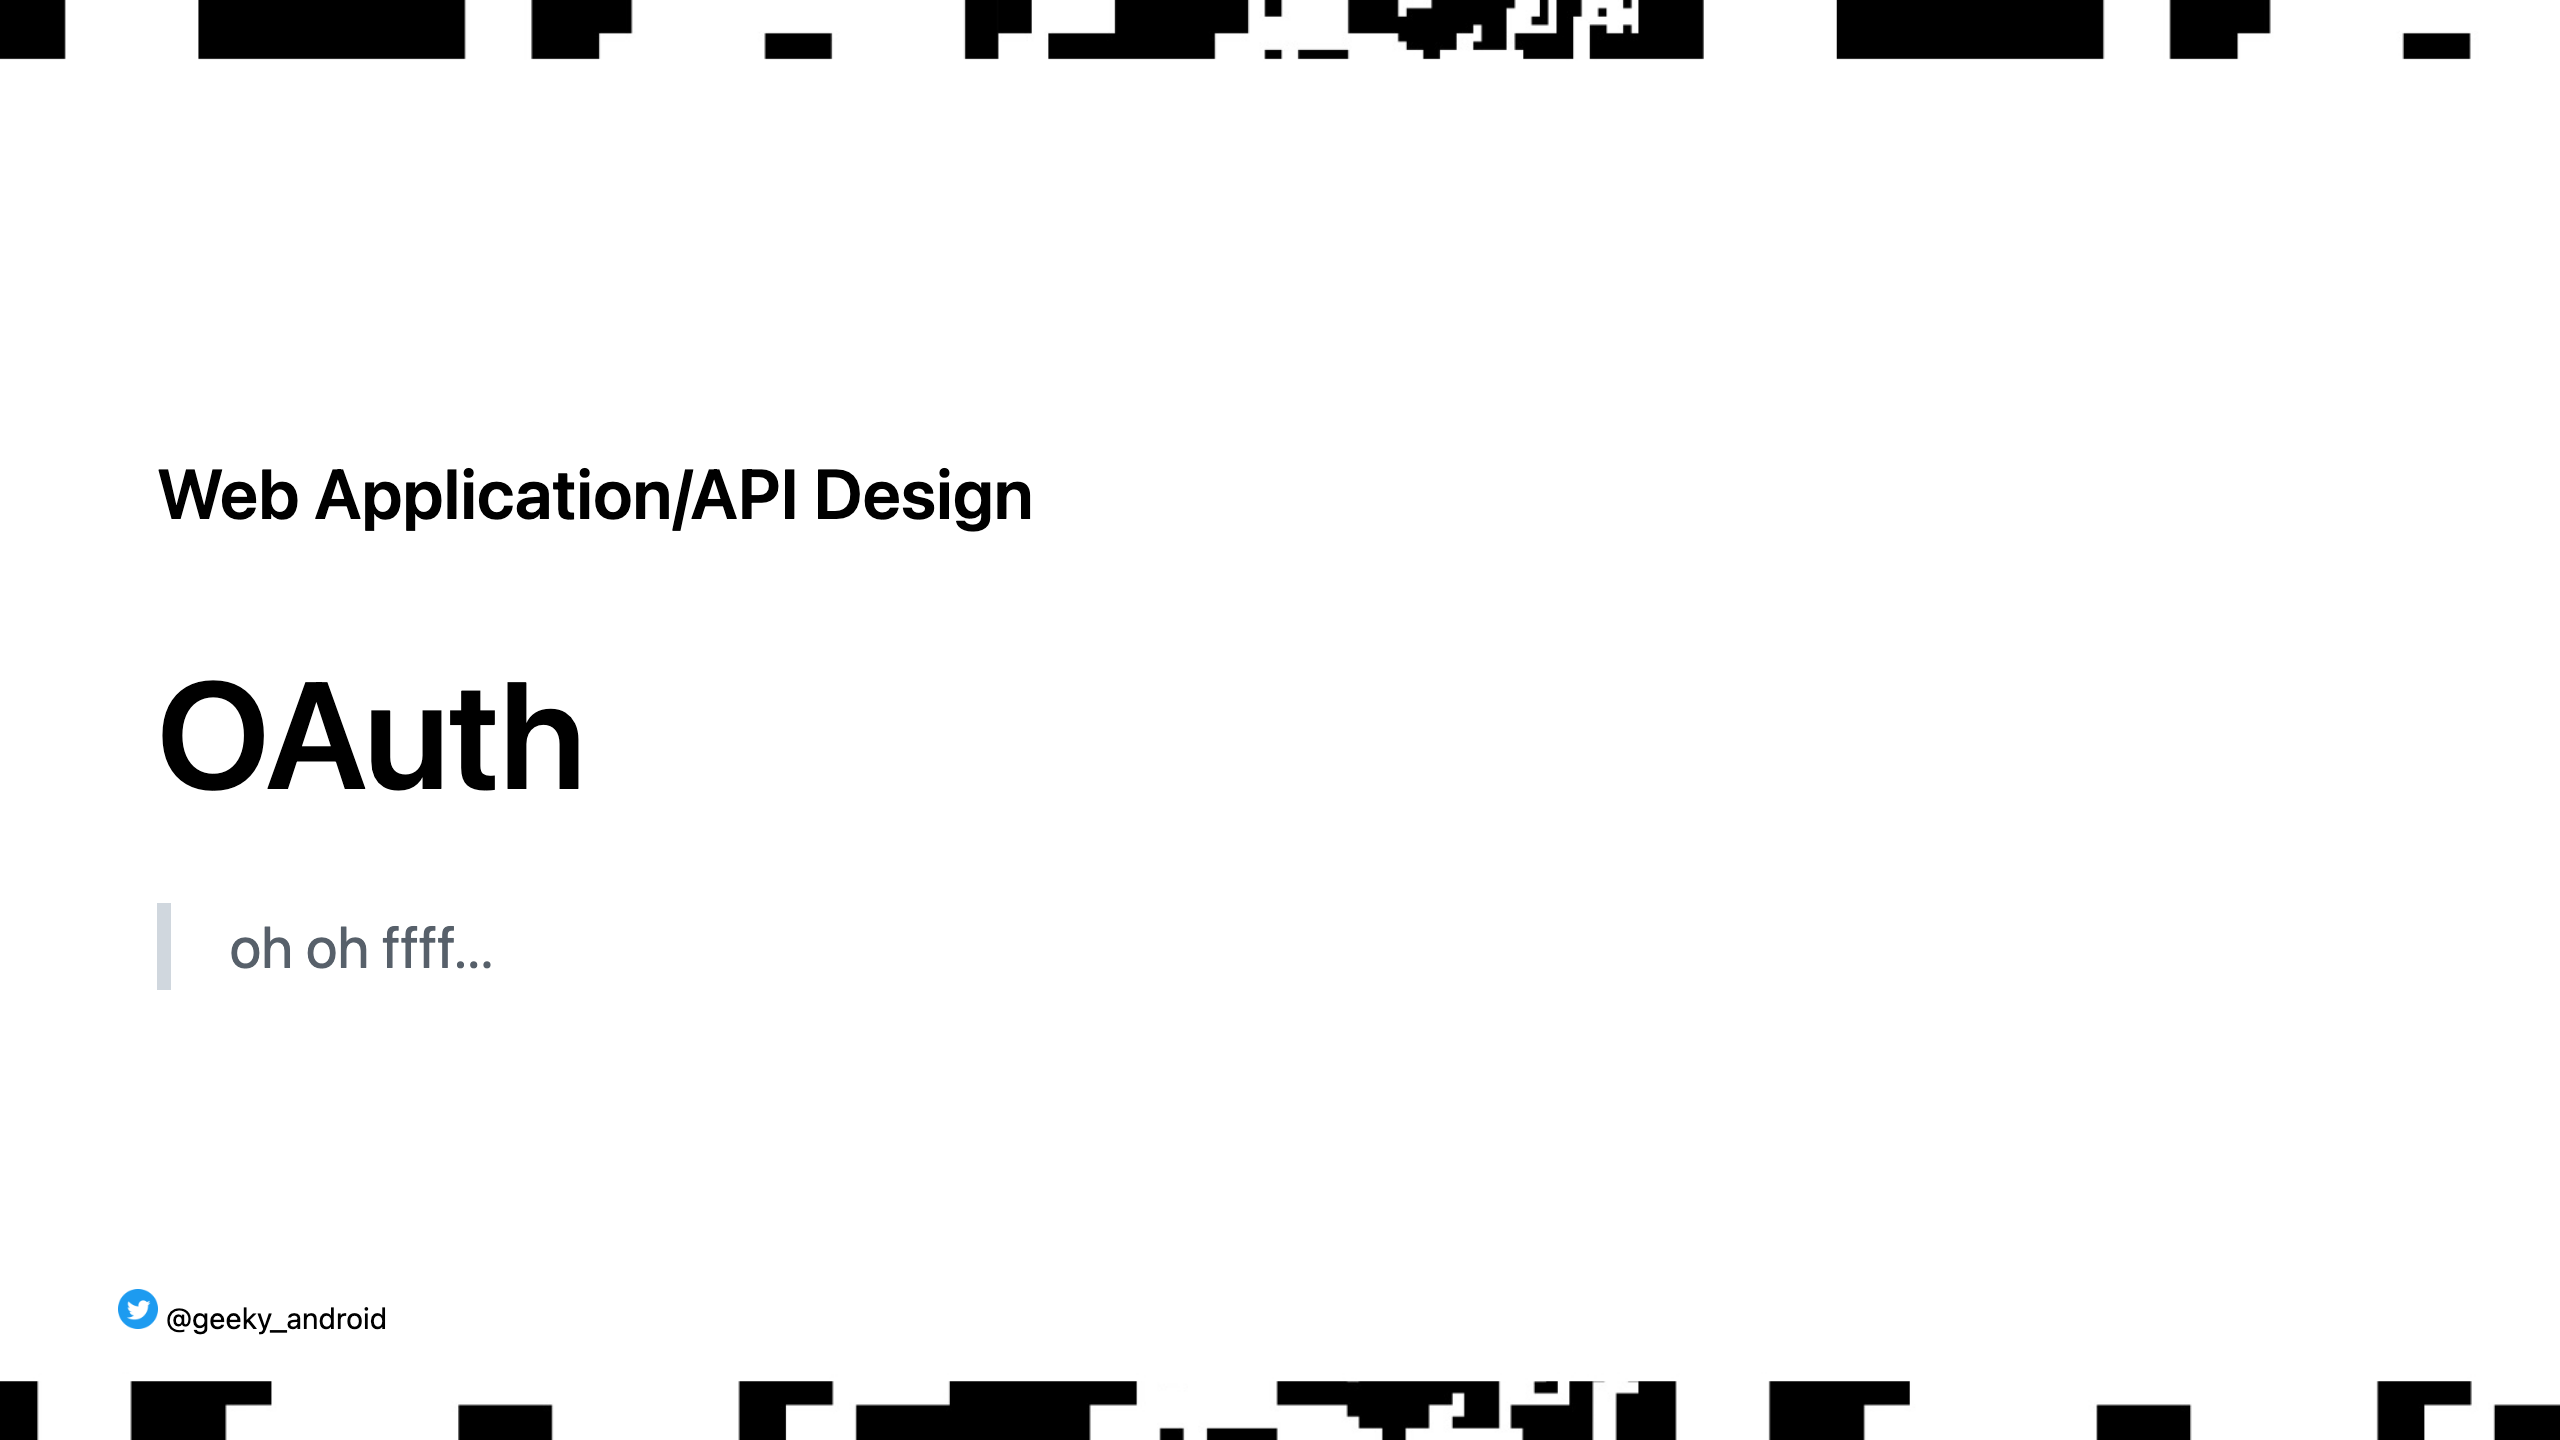 Web Application/API Design
OAuth
oh oh ffff...
@geeky_android